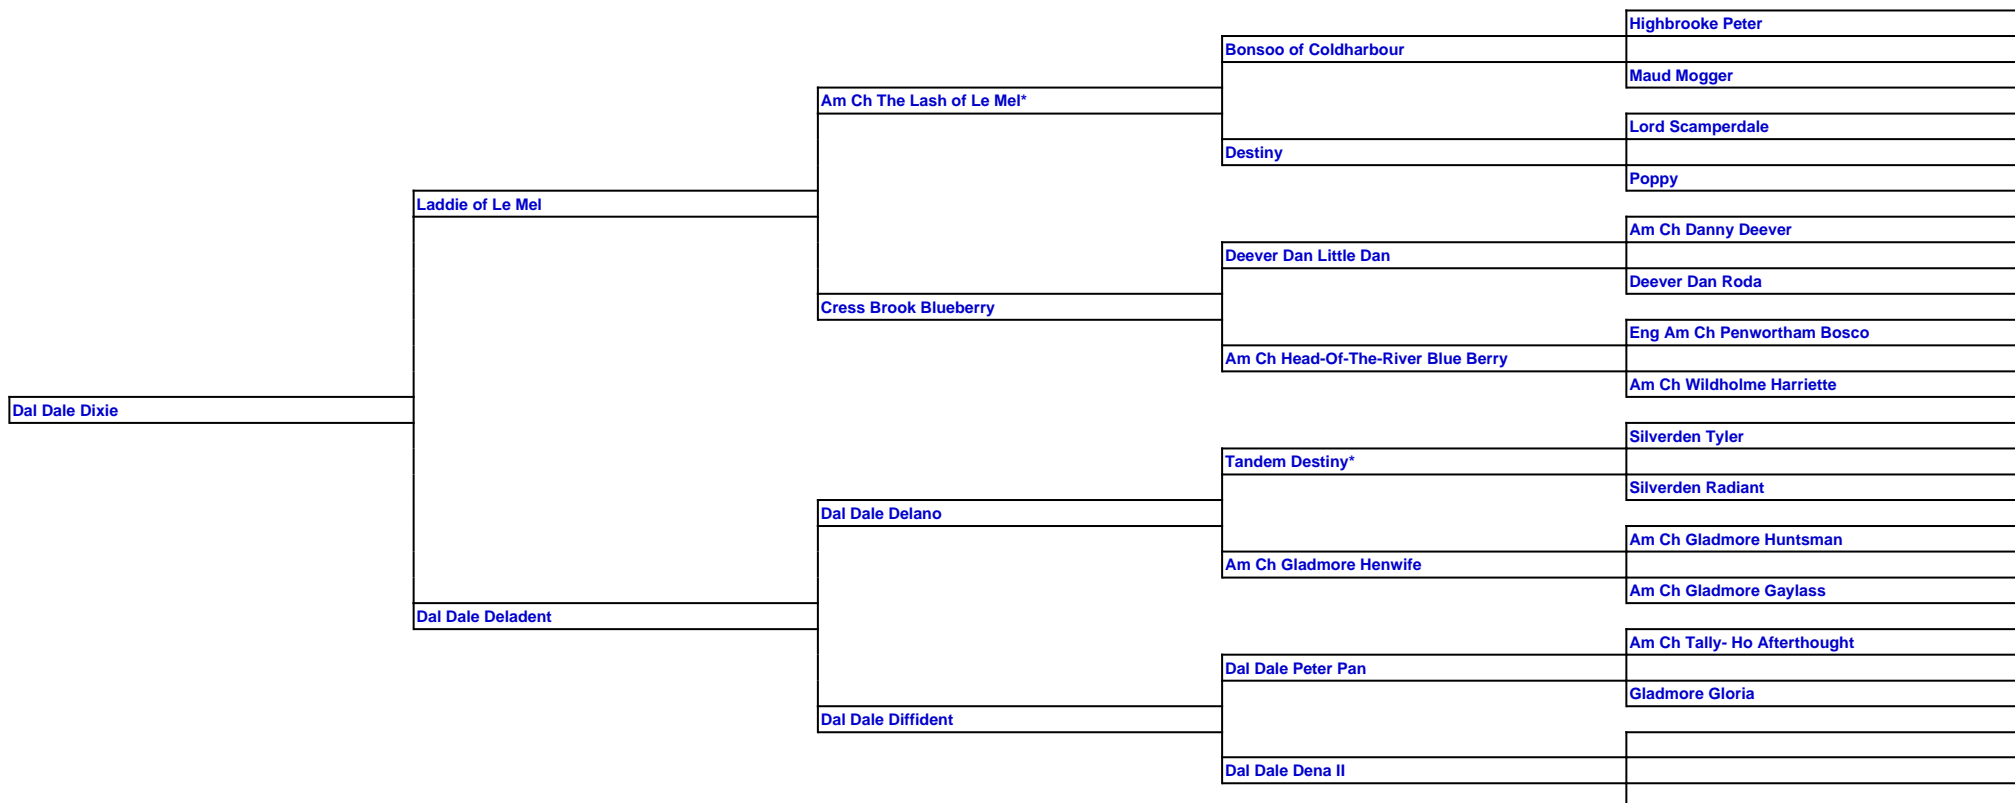 Highbrooke Peter
Bonsoo of Coldharbour
Maud Mogger
Am Ch The Lash of Le Mel*
Lord Scamperdale
Destiny
Poppy
Laddie of Le Mel
Am Ch Danny Deever
Deever Dan Little Dan
Deever Dan Roda
Cress Brook Blueberry
Eng Am Ch Penwortham Bosco
Am Ch Head-Of-The-River Blue Berry
Am Ch Wildholme Harriette
Dal Dale Dixie
Silverden Tyler
Tandem Destiny*
Silverden Radiant
Dal Dale Delano
Am Ch Gladmore Huntsman
Am Ch Gladmore Henwife
Am Ch Gladmore Gaylass
Dal Dale Deladent
Am Ch Tally- Ho Afterthought
Dal Dale Peter Pan
Gladmore Gloria
Dal Dale Diffident
Dal Dale Dena II